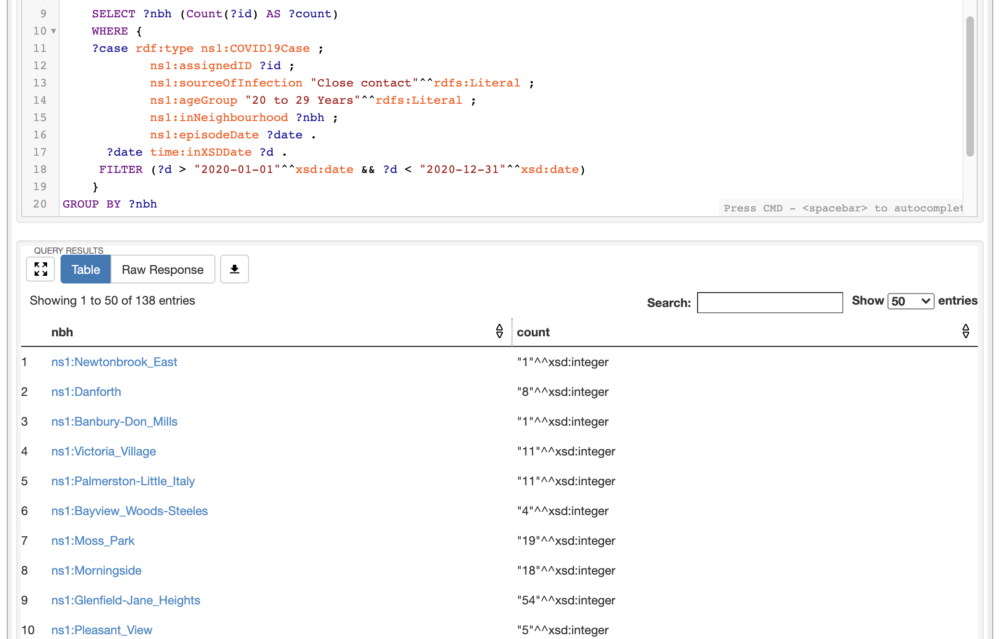 9 SELECT ?nbh (Count(?id) AS ?count)
10 WHERE {
11 ?case rdf:type ns1:COVID19Case ;
12 ns1:assignedID ?id ;
13 ns1:sourceOfInfection "Close contact"^^rdfs:Literal ;
14 ns1:ageGroup "20 to 29 Years"^^rdfs:Literal ;
15 ns1:inNeighbourhood ?nbh ;
16 ns1:episodeDate ?date .
17 ?date time:inXSDDate ?d .
18 FILTER (?d > "2020-01-01"^^xsd:date && ?d < "2020-12-31"^^xsd:date)
19 }
20 GROUP BY ?nbh
Press CMD - <spacebar> to autocomplet
QUERY RESULTS
Table Raw Response
Showing 1 to 50 of 138 entries Search: Show 50 entries
nbh count
1 ns1:Newtonbrook_East "1"^^xsd:integer
2 ns1:Danforth "8"^^xsd:integer
3 ns1:Banbury-Don_Mills "1"^^xsd:integer
4 ns1:Victoria_Village "11"^^xsd:integer
5 ns1:Palmerston-Little_Italy "11"^^xsd:integer
6 ns1:Bayview_Woods-Steeles "4"^^xsd:integer
7 ns1:Moss_Park "19"^^xsd:integer
8 ns1:Morningside "18"^^xsd:integer
9 ns1:Glenfield-Jane_Heights "54"^^xsd:integer
10 ns1:Pleasant_View "5"^^xsd:integer